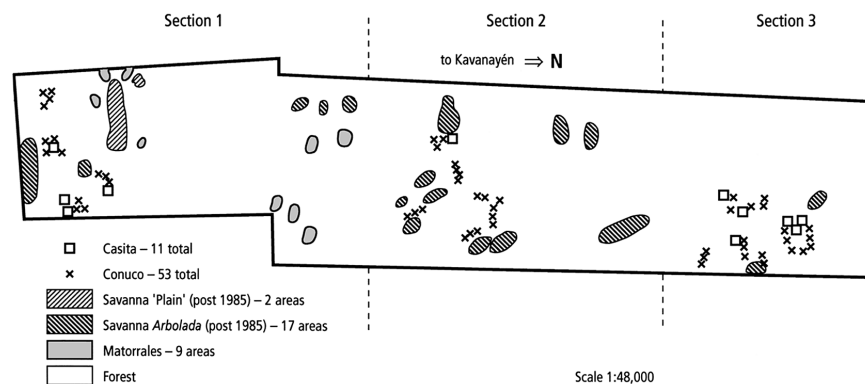 Section 1
Section 2
Section 3
to Kavanayén ⇒ N
Casita – 11 total
Conuco – 53 total
Savanna 'Plain' (post 1985) – 2 areas
Savanna Arbolada (post 1985) – 17 areas
Matorrales – 9 areas
Forest
Scale 1:48,000